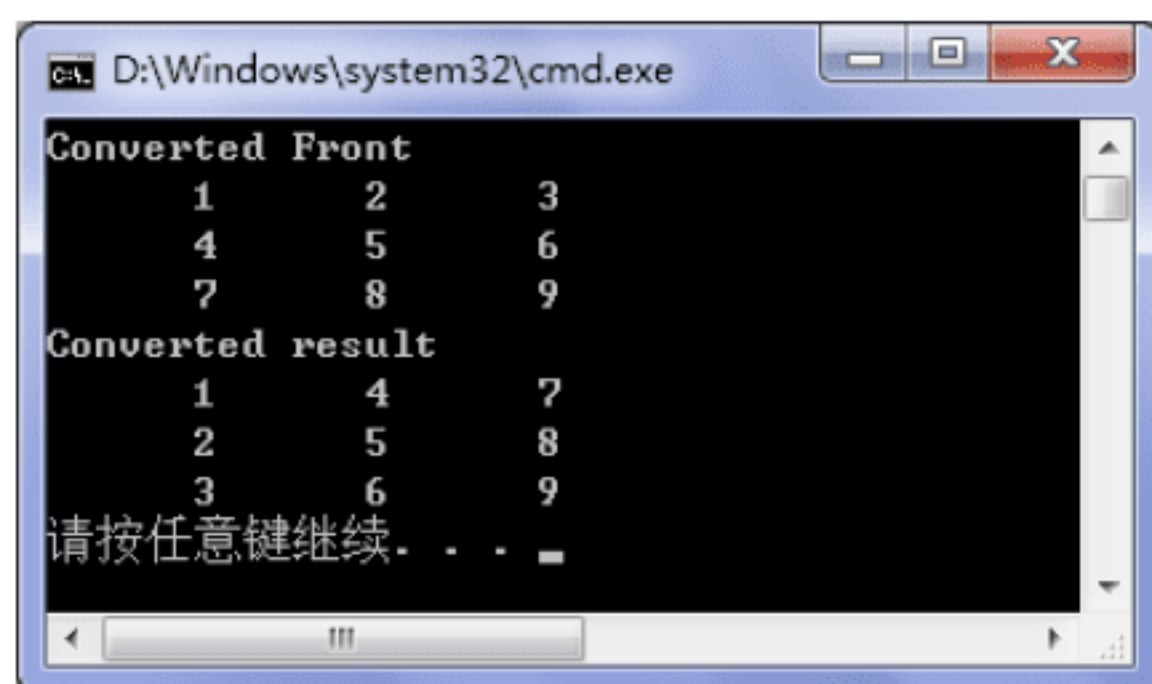 D:\Windows\system32\cmd.exe
Converted Front
1 2 3
4 5 6
7 8 9
Converted result
1 4 7
2 5 8
3 6 9
请按任意键继续. . .